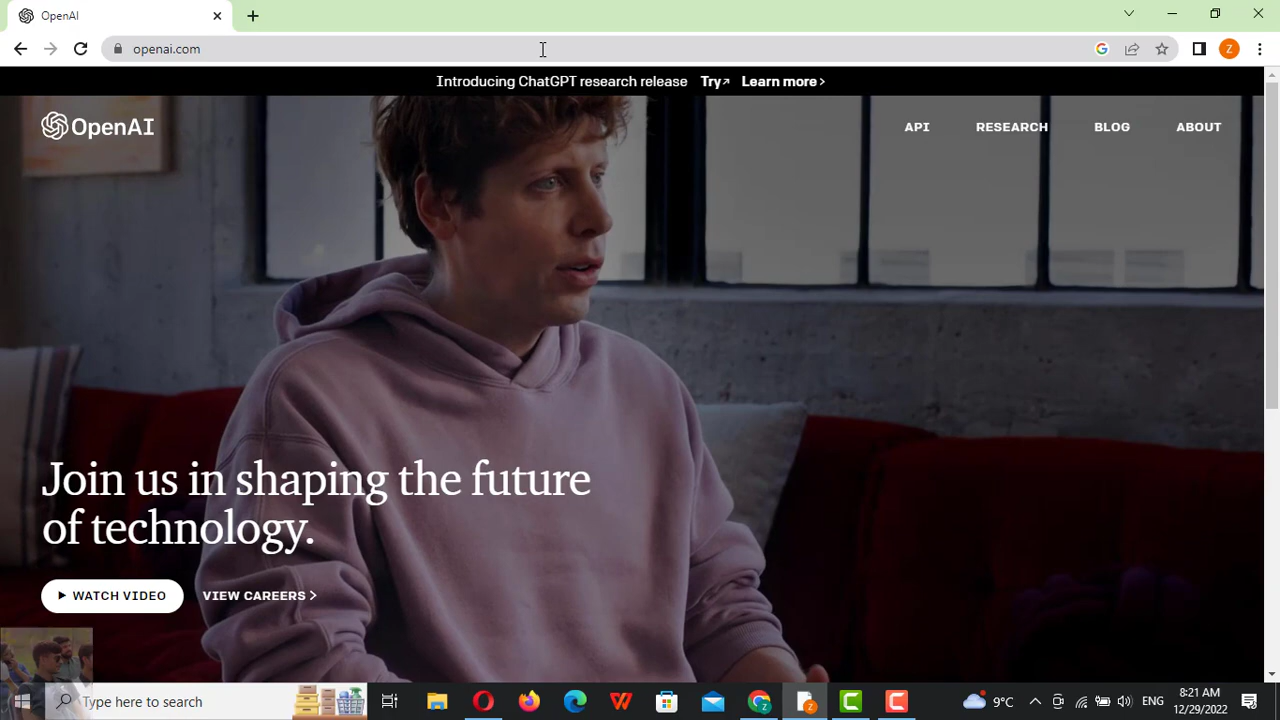 OpenAI
openai.com
Z
Introducing ChatGPT research release Try↗ Learn more >
OpenAI
API RESEARCH BLOG ABOUT
Join us in shaping the future
of technology.
WATCH VIDEO VIEW CAREERS >
Type here to search
ENG
8:21 AM
12/29/2022